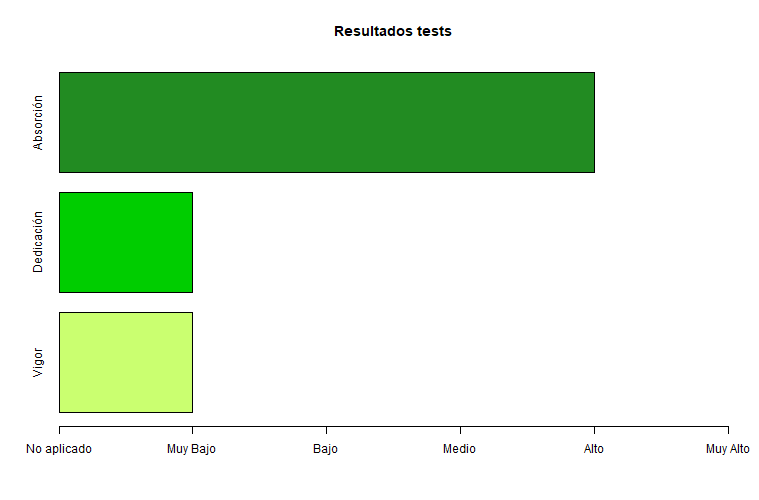 Resultados tests
Absorción
Dedicación
Vigor
No aplicado
Muy Bajo
Bajo
Medio
Alto
Muy Alto